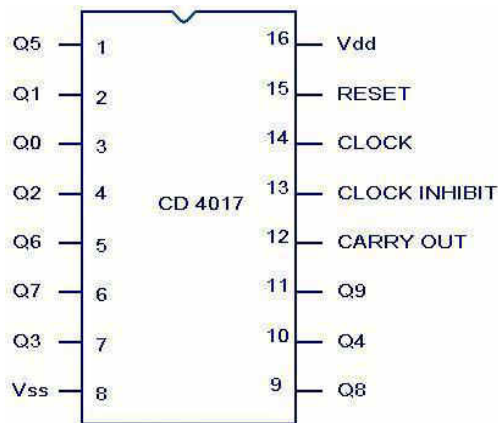 Q5 1 16 Vdd
Q1 2 15 RESET
Q0 3 14 CLOCK
Q2 4 13 CLOCK INHIBIT
CD 4017
Q6 5 12 CARRY OUT
Q7 6 11 Q9
Q3 7 10 Q4
Vss 8 9 Q8